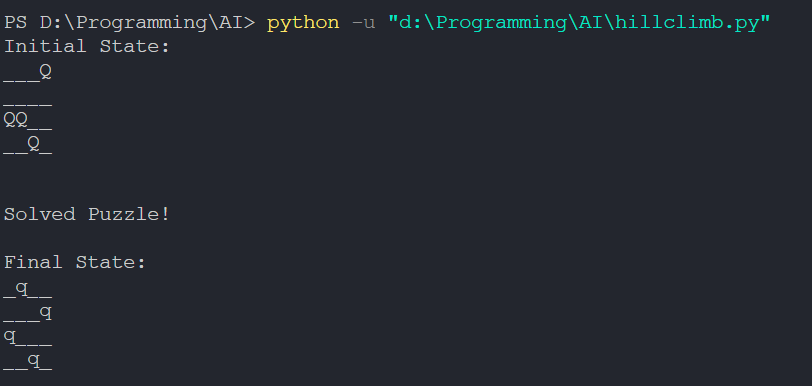 PS D:\Programming\AI> python -u "d:\Programming\AI\hillclimb.py"
Initial State:
___Q
____
QQ__
__Q_
Solved Puzzle!
Final State:
_q__
___q
q___
__q_